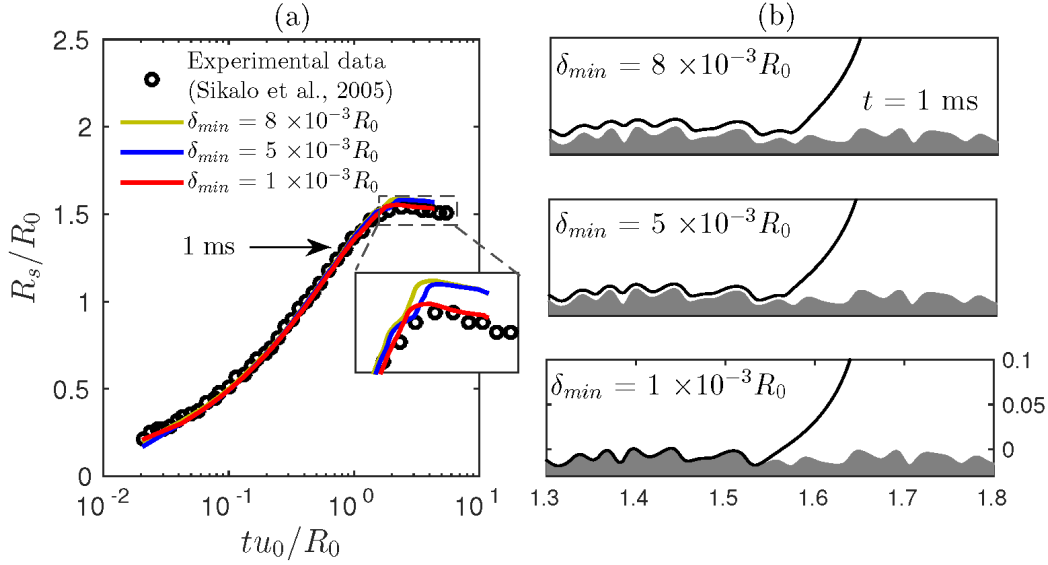 (a)
2.5
2
1.5
1
0.5
0
R_s/R_0
Experimental data
(Sikalo et al., 2005)
δ_min = 8 ×10^-3 R_0
δ_min = 5 ×10^-3 R_0
δ_min = 1 ×10^-3 R_0
1 ms
10^-2
10^-1
10^0
10^1
tu_0/R_0
(b)
δ_min = 8 ×10^-3 R_0
t = 1 ms
δ_min = 5 ×10^-3 R_0
δ_min = 1 ×10^-3 R_0
0.1
0.05
0
1.3
1.4
1.5
1.6
1.7
1.8